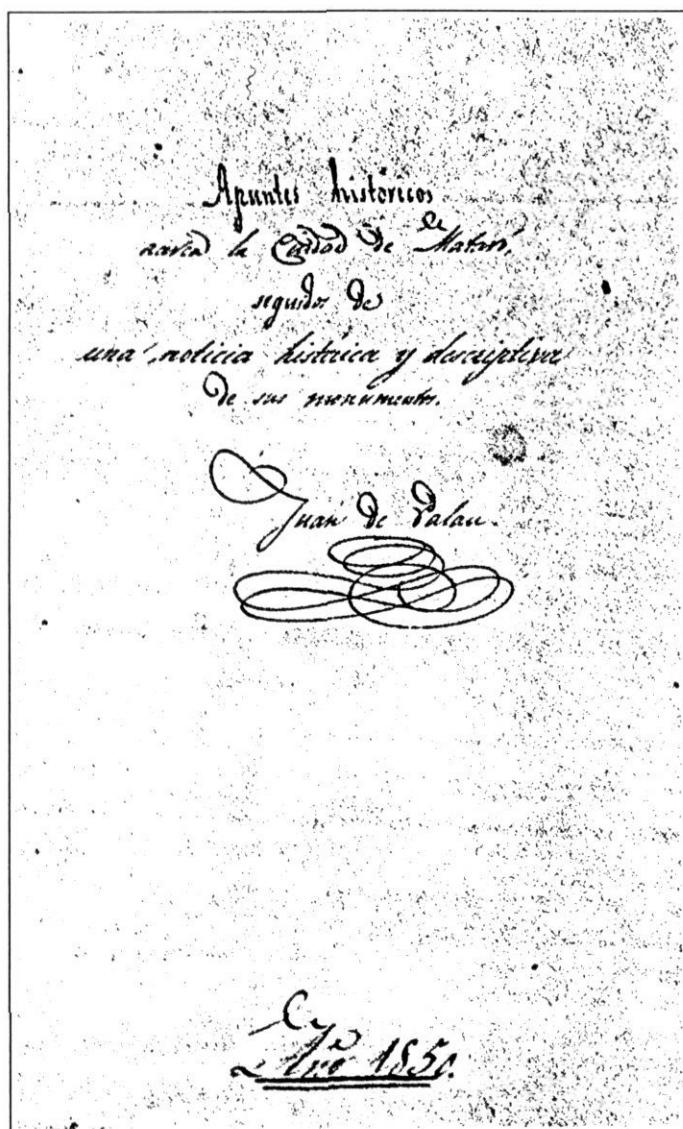 Apuntes históricos
la Ciudad de Mataró,
seguidos de
una noticia histórica y descriptiva
de sus monumentos.
Juan de Palau
Año 1850.